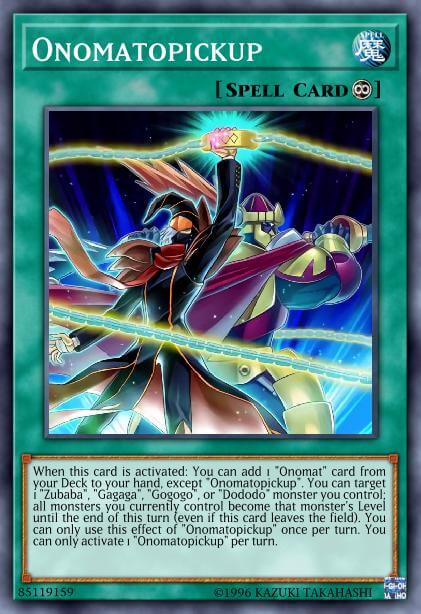 Onomatopickup
SPELL
魔
[Spell Card]
When this card is activated: You can add 1 "Onomat" card from
your Deck to your hand, except "Onomatopickup". You can target
1 "Zubaba", "Gagaga", "Gogogo", or "Dododo" monster you control;
all monsters you currently control become that monster's Level
until the end of this turn (even if this card leaves the field). You
can only use this effect of "Onomatopickup" once per turn. You
can only activate 1 "Onomatopickup" per turn.
85119159
©1996 KAZUKI TAKAHASHI